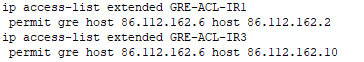 ip access-list extended GRE-ACL-IR1
 permit gre host 86.112.162.6 host 86.112.162.2
ip access-list extended GRE-ACL-IR3
 permit gre host 86.112.162.6 host 86.112.162.10